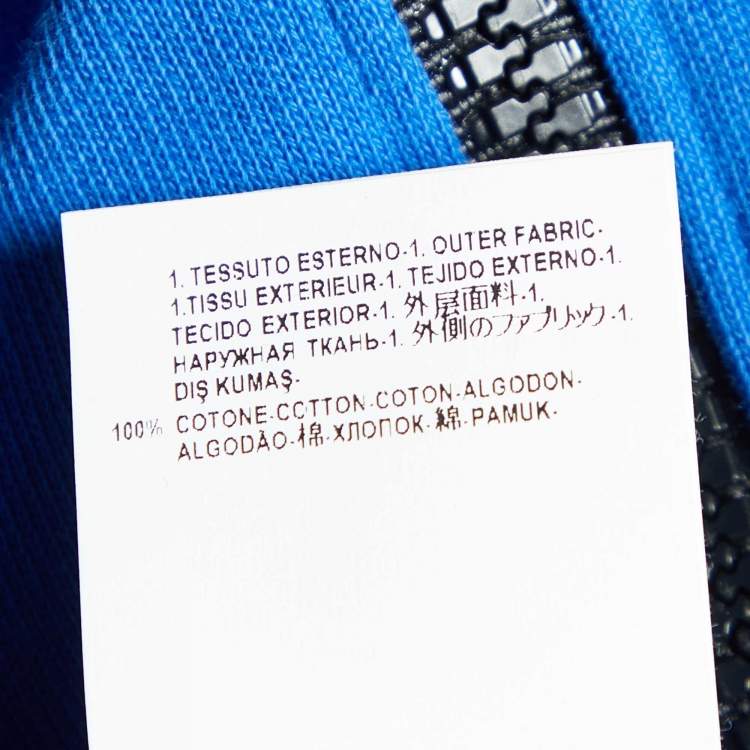 1. TESSUTO ESTERNO-1. OUTER FABRIC-
1.TISSU EXTERIEUR-1. TEJIDO EXTERNO-1.
TECIDO EXTERIOR-1. 外层面料-1.
НАРУЖНАЯ ТКАНЬ-1. 外側のファブリック-1.
DIŞ KUMAŞ-
100% COTONE-COTTON-COTON-ALGODON-
ALGODÃO-棉-ХЛОПОК-綿-PAMUK-